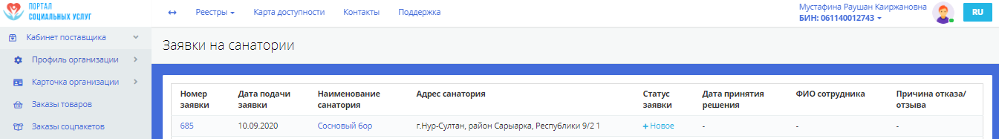 ПОРТАЛ
СОЦИАЛЬНЫХ УСЛУГ
Реестры
Карта доступности
Контакты
Поддержка
Мустафина Раушан Каиржановна
БИН: 061140012743
RU
Кабинет поставщика
Профиль организации
Карточка организации
Заказы товаров
Заказы соцпакетов
Заявки на санатории
Номер заявки
Дата подачи заявки
Наименование санатория
Адрес санатория
Статус заявки
Дата принятия решения
ФИО сотрудника
Причина отказа/ отзыва
685
10.09.2020
Сосновый бор
г.Нур-Султан, район Сарыарка, Республики 9/2 1
+ Новое
-
-
-